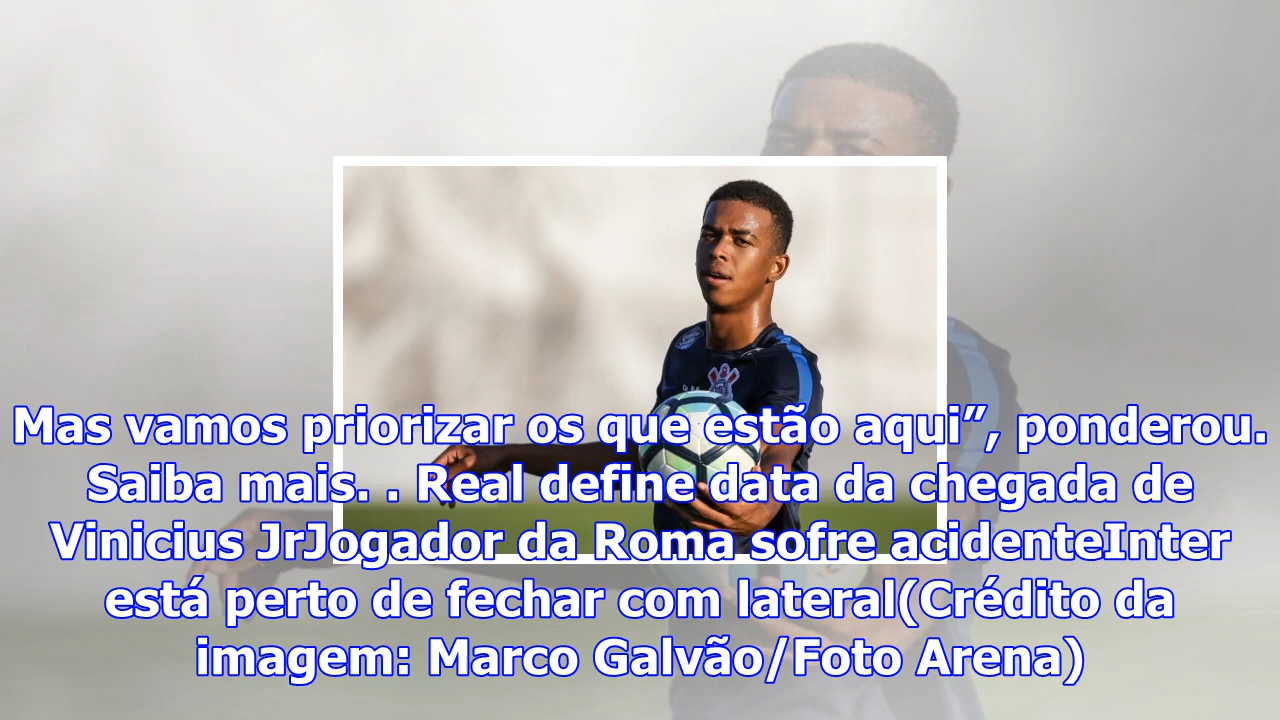 Mas vamos priorizar os que estão aqui”, ponderou.
Saiba mais. . Real define data da chegada de
Vinicius JrJogador da Roma sofre acidenteInter
está perto de fechar com lateral(Crédito da
imagem: Marco Galvão/Foto Arena)